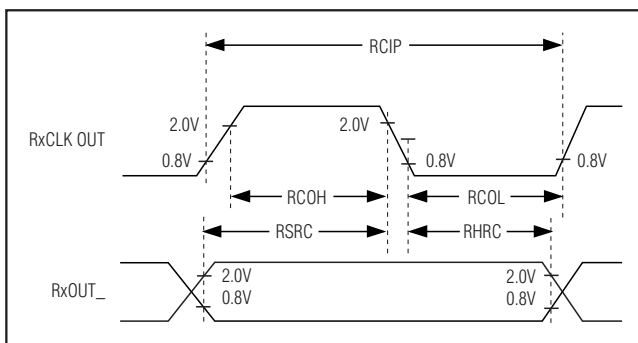 RCIP
2.0V
2.0V
RxCLK OUT
0.8V
0.8V
0.8V
RCOH
RCOL
RSRC
RHRC
2.0V
2.0V
RxOUT_
0.8V
0.8V